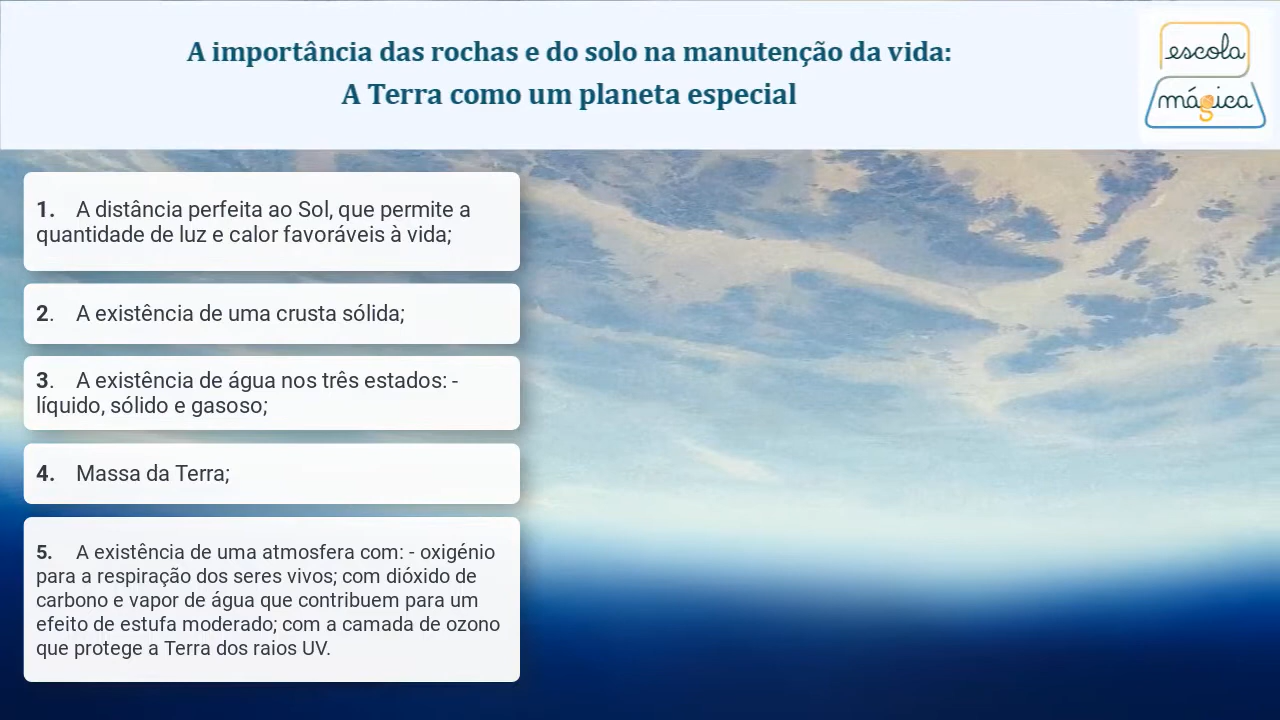 A importância das rochas e do solo na manutenção da vida:
A Terra como um planeta especial
escola
mágica
1. A distância perfeita ao Sol, que permite a
quantidade de luz e calor favoráveis à vida;
2. A existência de uma crusta sólida;
3. A existência de água nos três estados: -
líquido, sólido e gasoso;
4. Massa da Terra;
5. A existência de uma atmosfera com: - oxigénio
para a respiração dos seres vivos; com dióxido de
carbono e vapor de água que contribuem para um
efeito de estufa moderado; com a camada de ozono
que protege a Terra dos raios UV.